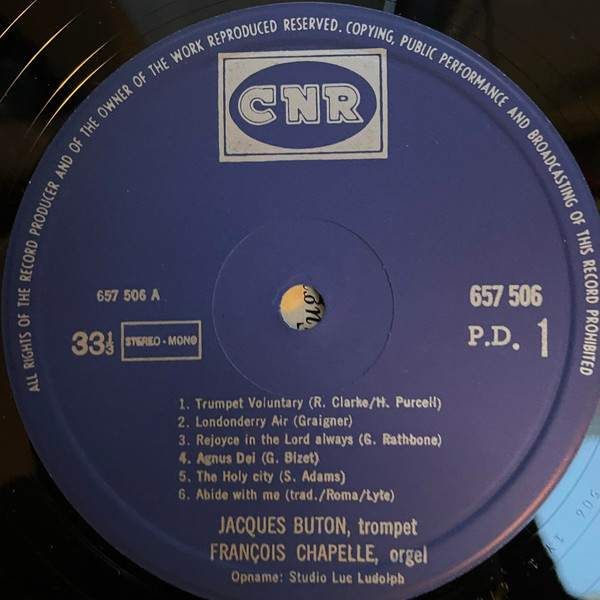 ALL RIGHTS OF THE RECORD PRODUCER AND OF THE OWNER OF THE WORK REPRODUCED RESERVED. COPYING, PUBLIC PERFORMANCE AND BROADCASTING OF THIS RECORD PROHIBITED
CNR
657 506 A
657 506
33⅓ STEREO - MONO
P.D. 1
1. Trumpet Voluntary (R. Clarke/H. Purcell)
2. Londonderry Air (Graigner)
3. Rejoyce in the Lord always (G. Rathbone)
4. Agnus Dei (G. Bizet)
5. The Holy city (S. Adams)
6. Abide with me (trad./Roma/Lyte)
JACQUES BUTON, trompet
FRANÇOIS CHAPELLE, orgel
Opname: Studio Luc Ludolph